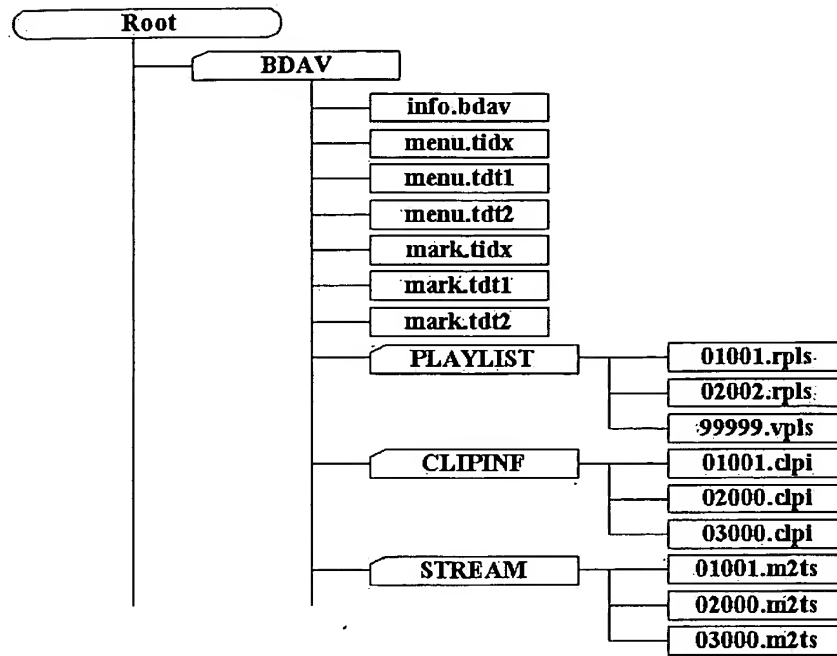 Root
BDAV
info.bdav
menu.tidx
menu.tdt1
menu.tdt2
mark.tidx
mark.tdt1
mark.tdt2
PLAYLIST
01001.rpls
02002.rpls
99999.vpls
CLIPINF
01001.clpi
02000.clpi
03000.clpi
STREAM
01001.m2ts
02000.m2ts
03000.m2ts